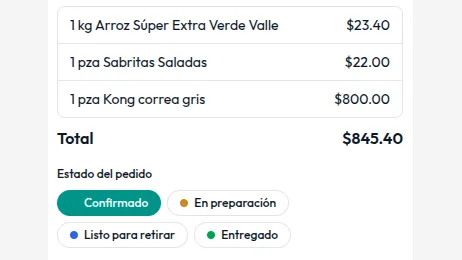 1 kg Arroz Súper Extra Verde Valle $23.40
1 pza Sabritas Saladas $22.00
1 pza Kong correa gris $800.00
Total $845.40
Estado del pedido
Confirmado En preparación
Listo para retirar Entregado